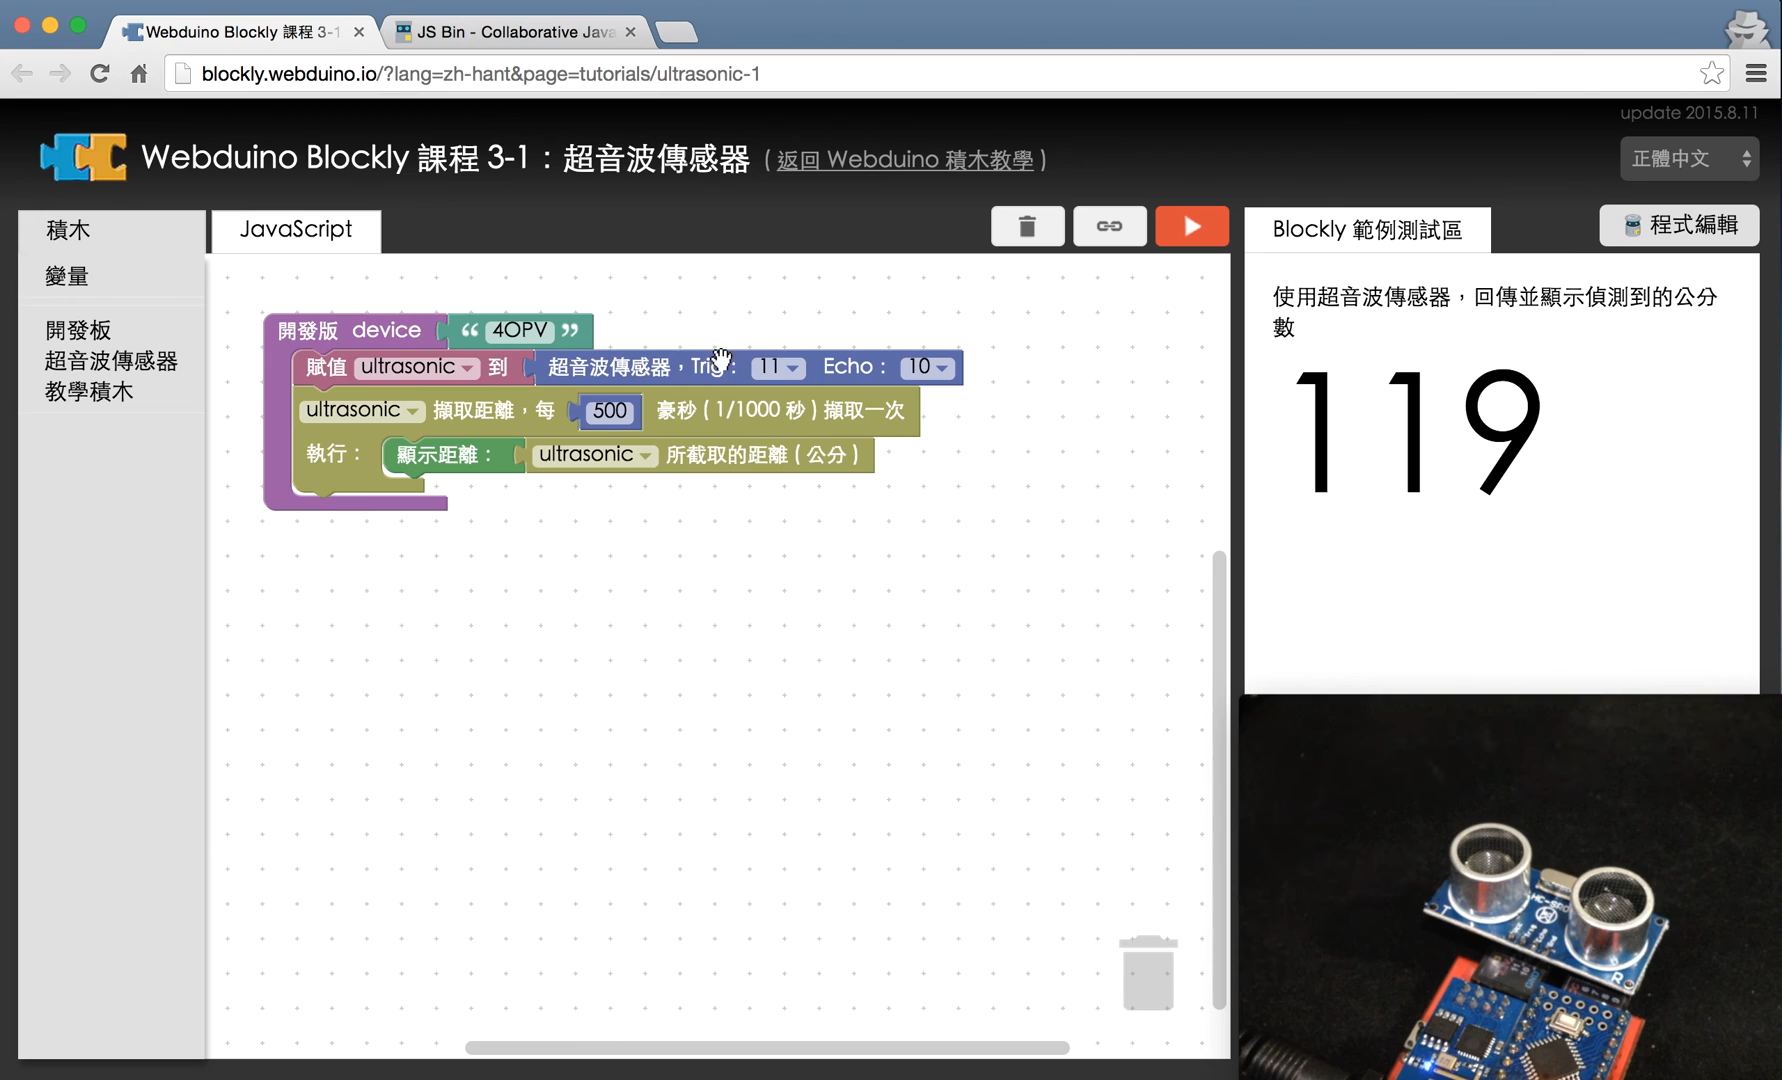 Webduino Blockly 課程 3-1
JS Bin - Collaborative Java
blockly.webduino.io/?lang=zh-hant&page=tutorials/ultrasonic-1
update 2015.8.11
Webduino Blockly 課程 3-1：超音波傳感器 ( 返回 Webduino 積木教學 )
正體中文
積木
JavaScript
Blockly 範例測試區
程式編輯
變量
開發板
超音波傳感器
教學積木
開發版 device “ 4OPV ”
賦值 ultrasonic 到 超音波傳感器，Trig： 11 Echo： 10
ultrasonic 擷取距離，每 500 豪秒 ( 1/1000 秒 ) 擷取一次
執行： 顯示距離： ultrasonic 所截取的距離 ( 公分 )
使用超音波傳感器，回傳並顯示偵測到的公分
數
119
T
R